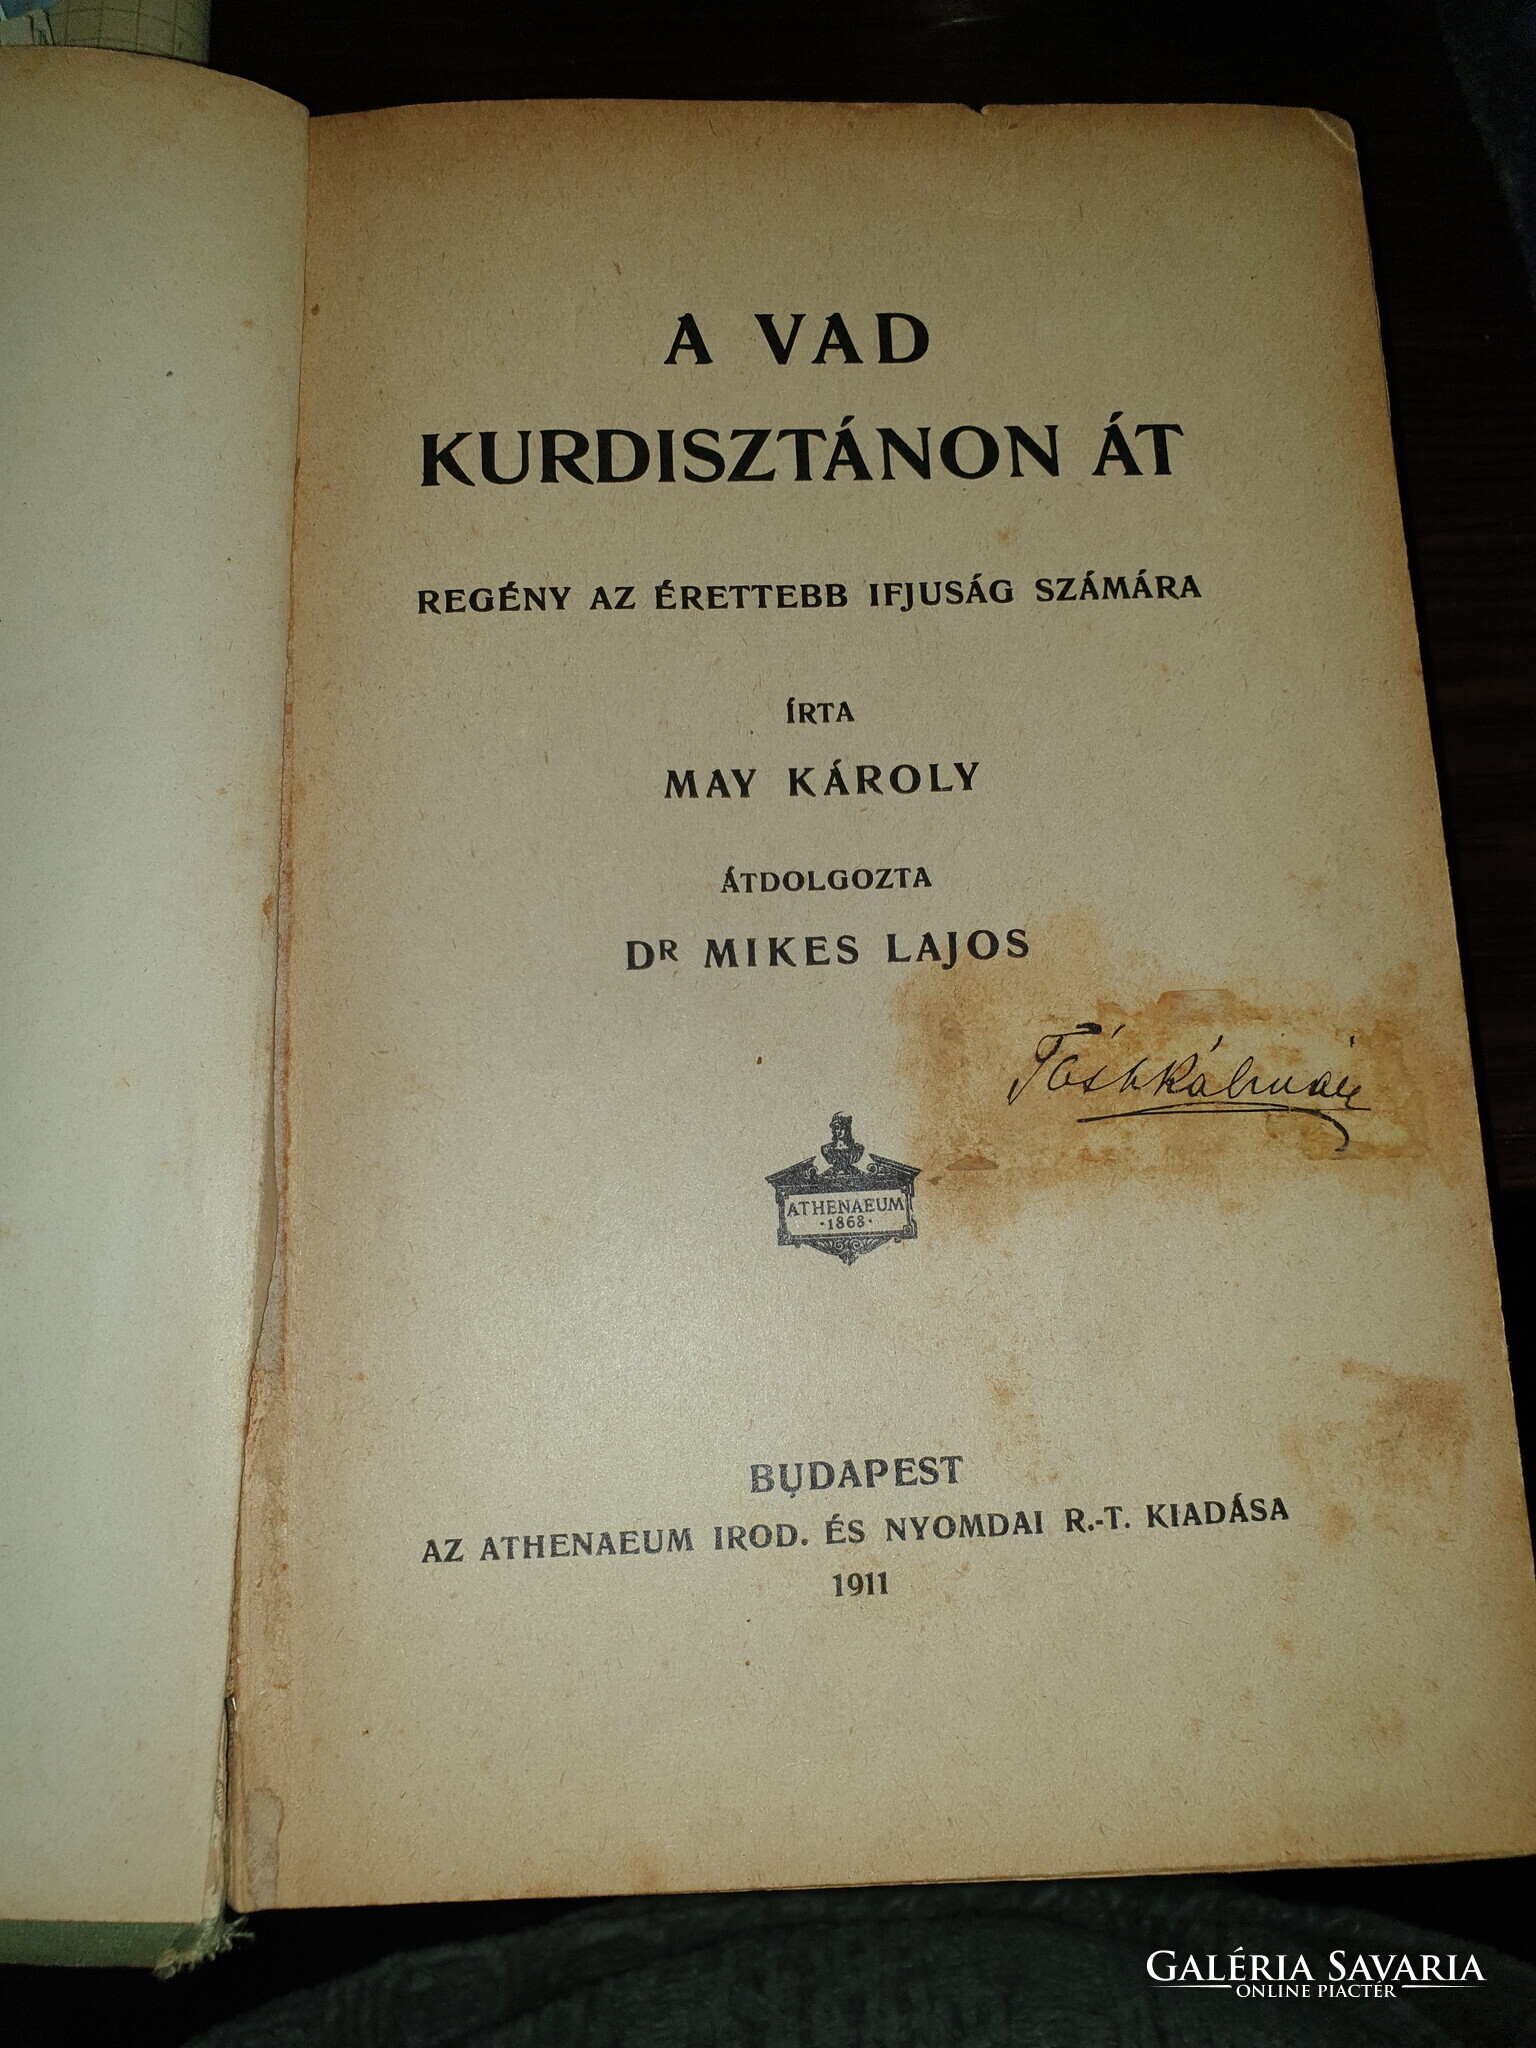 A VAD
KURDISZTÁNON ÁT
REGÉNY AZ ÉRETTEBB IFJUSÁG SZÁMÁRA
ÍRTA
MAY KÁROLY
ÁTDOLGOZTA
DR MIKES LAJOS
ATHENAEUM
·1868·
BUDAPEST
AZ ATHENAEUM IROD. ÉS NYOMDAI R.-T. KIADÁSA
1911
GALÉRIA SAVARIA
ONLINE PIACTÉR